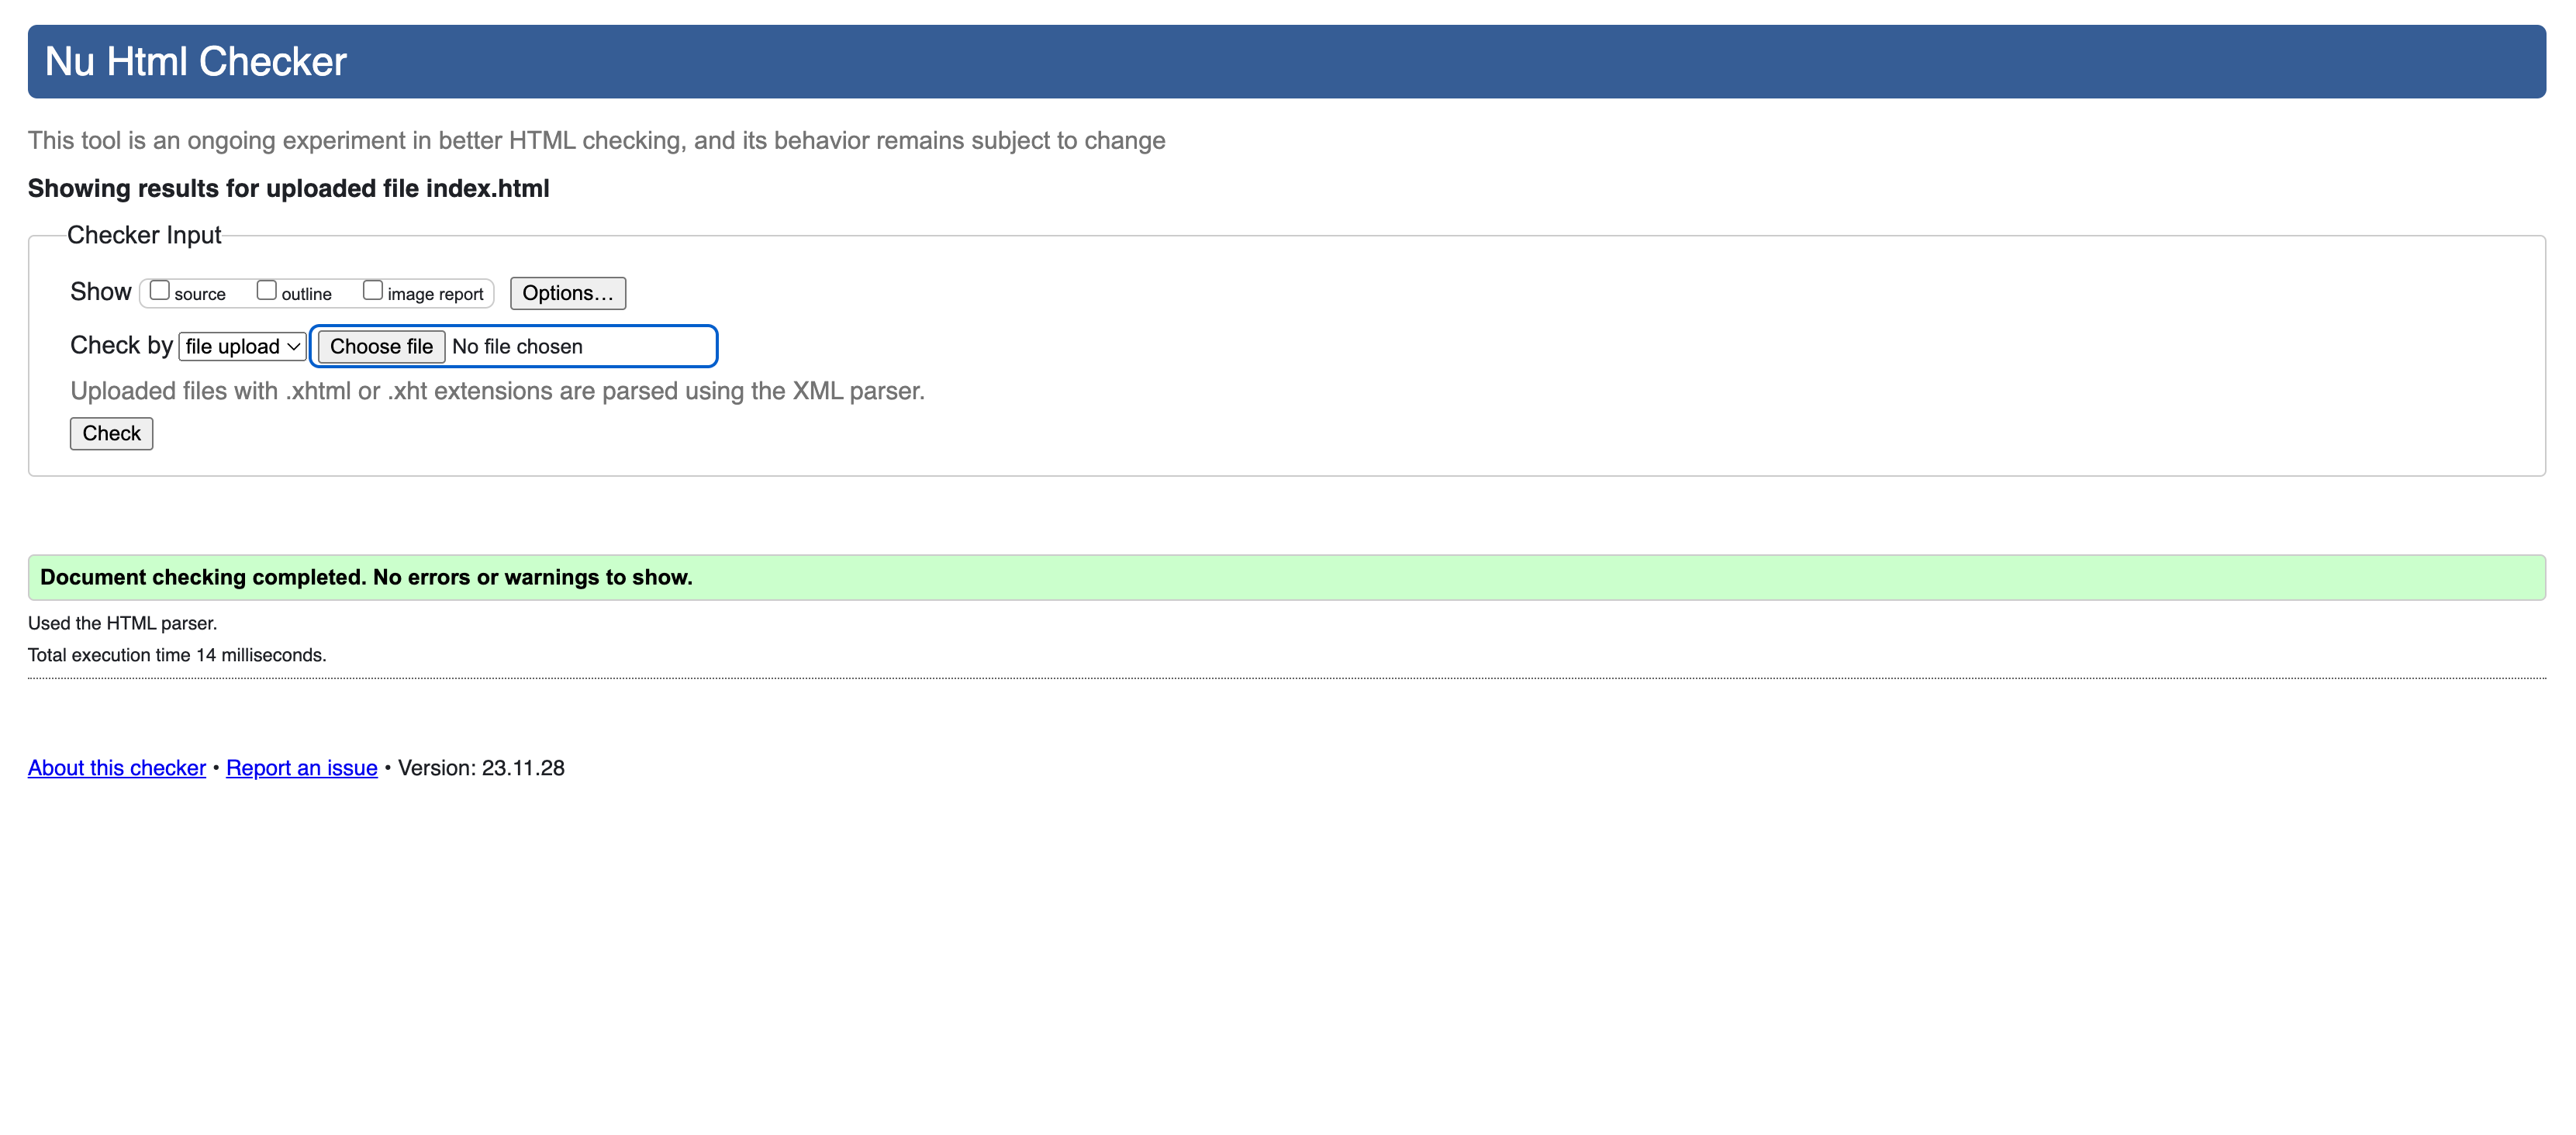 Nu Html Checker
This tool is an ongoing experiment in better HTML checking, and its behavior remains subject to change
Showing results for uploaded file index.html
Checker Input
Show source outline image report Options…
Check by file upload Choose file No file chosen
Uploaded files with .xhtml or .xht extensions are parsed using the XML parser.
Check
Document checking completed. No errors or warnings to show.
Used the HTML parser.
Total execution time 14 milliseconds.
About this checker • Report an issue • Version: 23.11.28